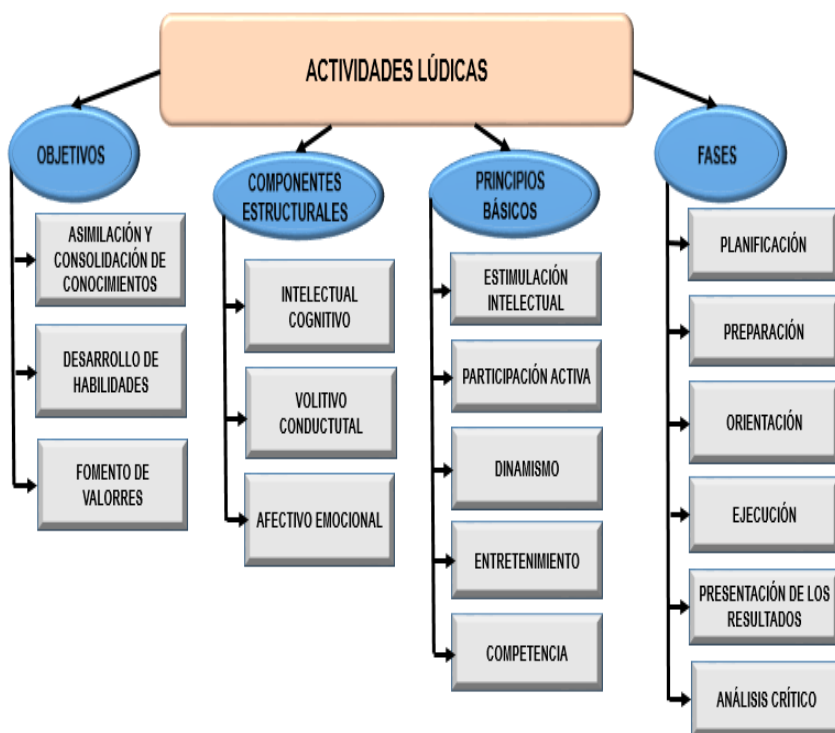 ACTIVIDADES LÚDICAS
OBJETIVOS
ASIMILACIÓN Y
CONSOLIDACIÓN DE
CONOCIMIENTOS
DESARROLLO DE
HABILIDADES
FOMENTO DE
VALORRES
COMPONENTES
ESTRUCTURALES
INTELECTUAL
COGNITIVO
VOLITIVO
CONDUCTUTAL
AFECTIVO EMOCIONAL
PRINCIPIOS
BÁSICOS
ESTIMULACIÓN
INTELECTUAL
PARTICIPACIÓN ACTIVA
DINAMISMO
ENTRETENIMIENTO
COMPETENCIA
FASES
PLANIFICACIÓN
PREPARACIÓN
ORIENTACIÓN
EJECUCIÓN
PRESENTACIÓN DE LOS
RESULTADOS
ANÁLISIS CRÍTICO